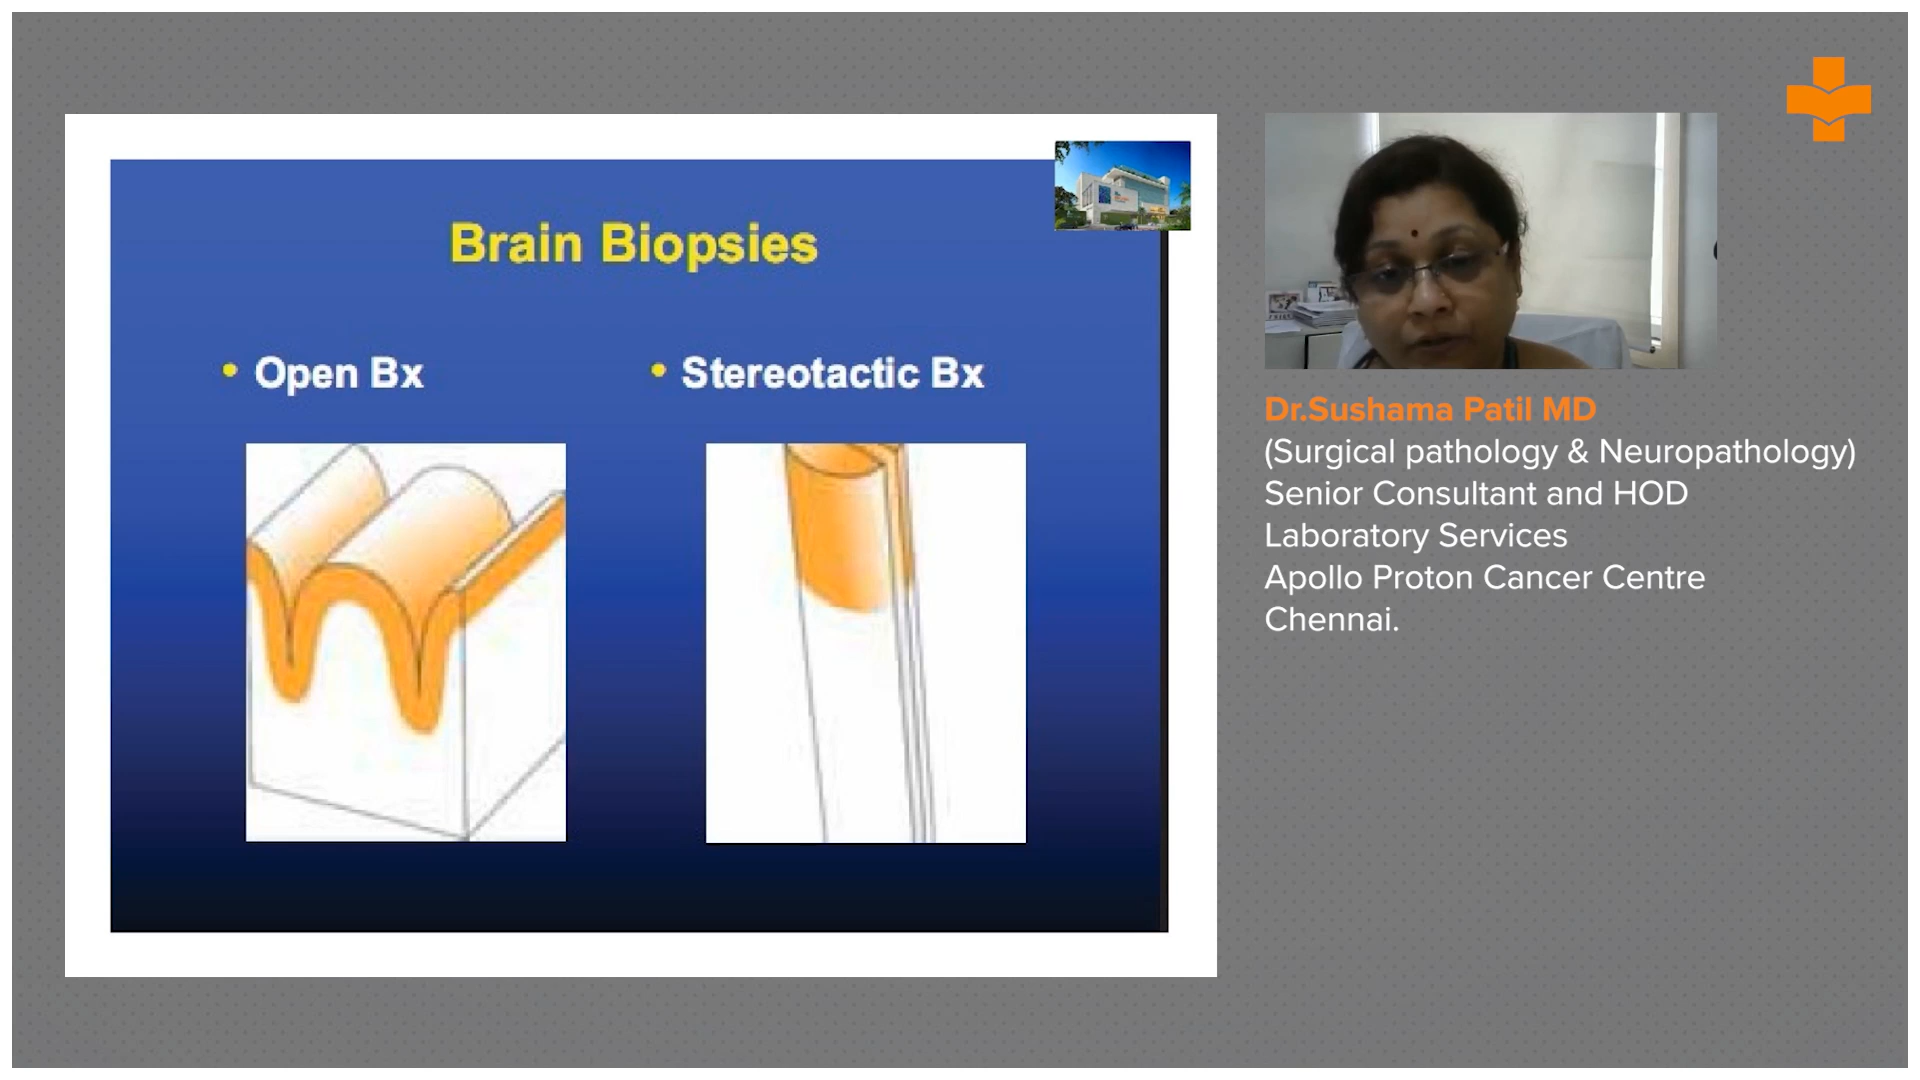 Brain Biopsies
• Open Bx
• Stereotactic Bx
Dr.Sushama Patil MD
(Surgical pathology & Neuropathology)
Senior Consultant and HOD
Laboratory Services
Apollo Proton Cancer Centre
Chennai.